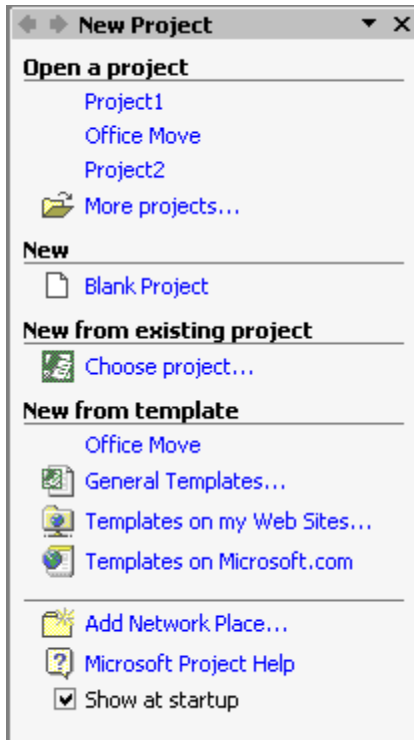 New Project
Open a project
Project1
Office Move
Project2
More projects...
New
Blank Project
New from existing project
Choose project...
New from template
Office Move
General Templates...
Templates on my Web Sites...
Templates on Microsoft.com
Add Network Place...
Microsoft Project Help
Show at startup